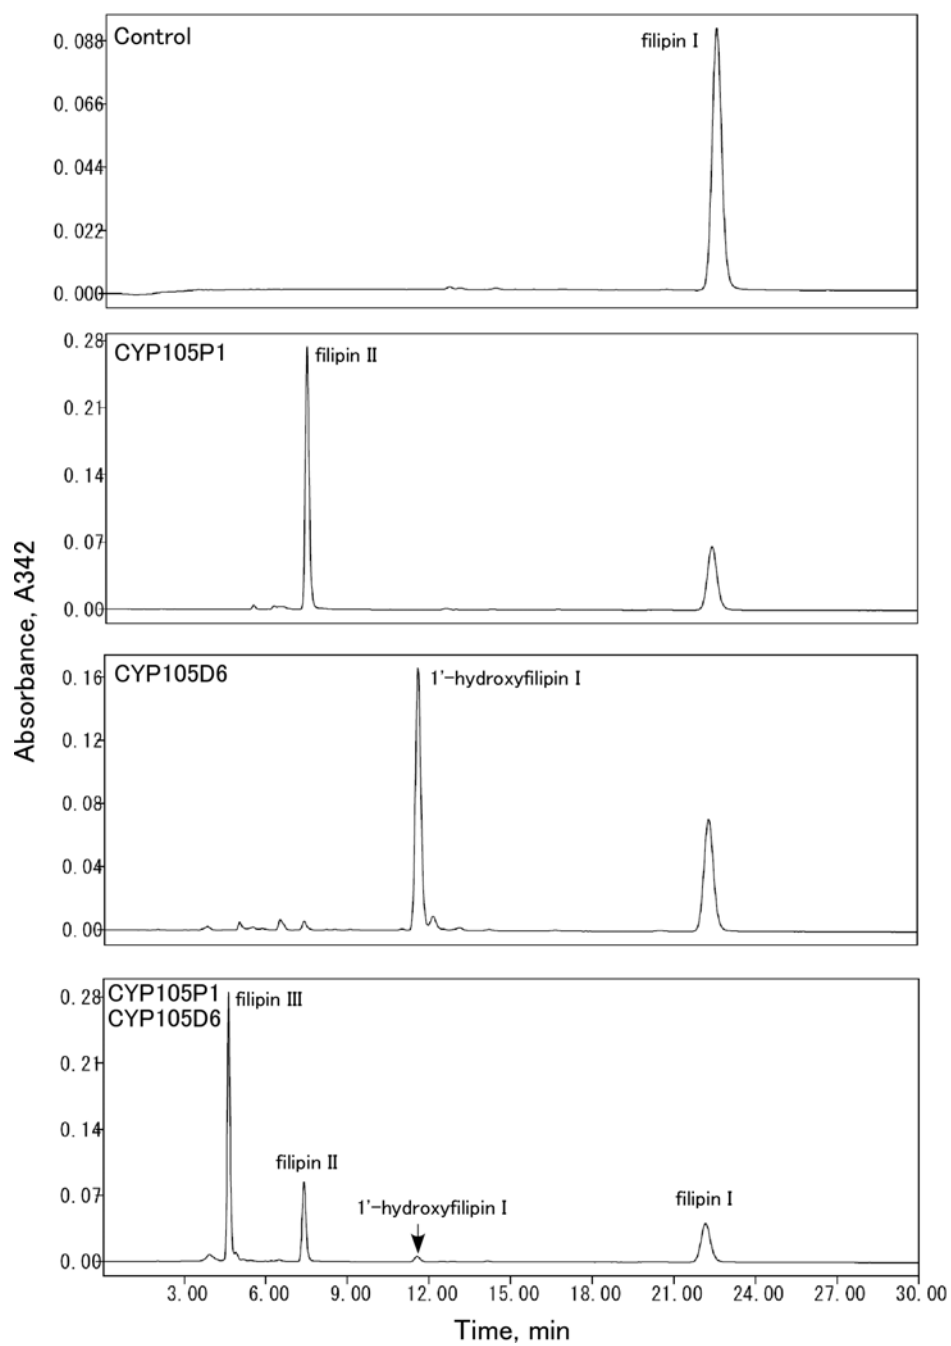 Control
filipin I
0.088
0.066
0.044
0.022
0.000
CYP105P1
filipin II
0.28
0.21
0.14
0.07
0.00
CYP105D6
1'-hydroxyfilipin I
0.16
0.12
0.08
0.04
0.00
CYP105P1
CYP105D6
filipin III
filipin II
1'-hydroxyfilipin I
filipin I
0.28
0.21
0.14
0.07
0.00
3.00 6.00 9.00 12.00 15.00 18.00 21.00 24.00 27.00 30.00
Time, min
Absorbance, A342